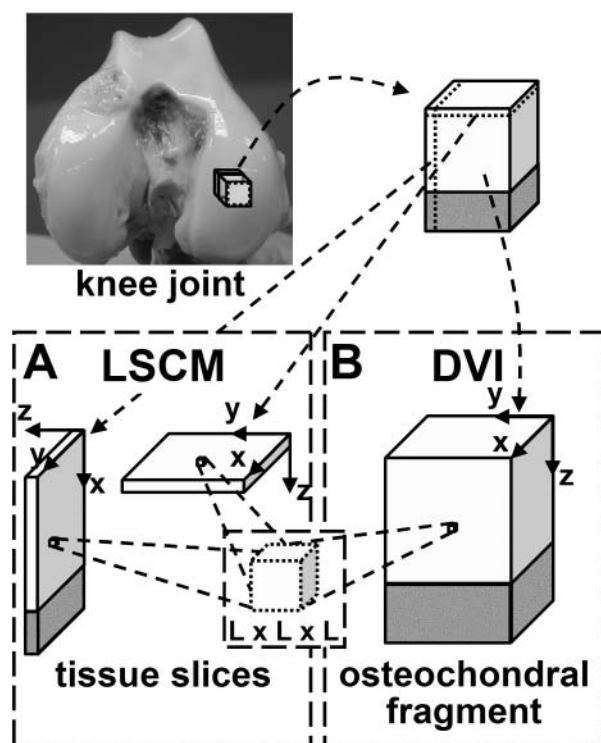 knee joint
A LSCM
B DVI
z
y
x
y
x
z
y
x
z
L x L x L
tissue slices
osteochondral
fragment